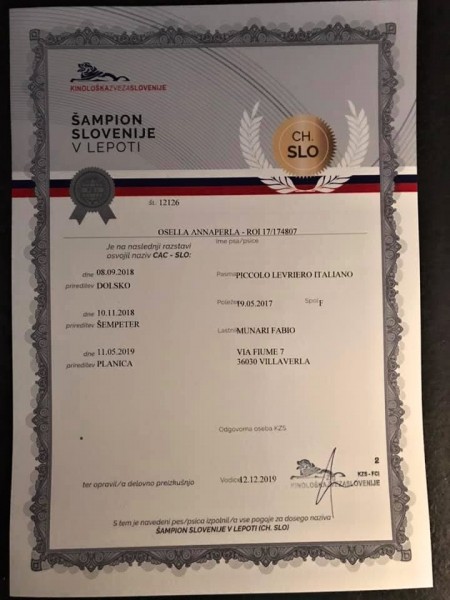 KINOLOŠKAZVEZASLOVENIJE
ŠAMPION
SLOVENIJE
V LEPOTI
CH.
SLO
št. 12126
OSELLA ANNAPERLA - ROI 17/174807
Ime psa/psice
Je na naslednji razstavi
osvojil naziv CAC - SLO:
dne 08.09.2018
prireditev DOLSKO
Pasma PICCOLO LEVRIERO ITALIANO
19.05.2017 Spol F
dne 10.11.2018
prireditev ŠEMPETER
Lastnik MUNARI FABIO
dne 11.05.2019
prireditev PLANICA
VIA FIUME 7
36030 VILLAVERLA
Odgovorna oseba KZS
2
KZS-FCI
KINOLOŠKAZVEZASLOVENIJE
ter opravil/a delovno preizkušnjo
Vodice 12.12.2019
S tem je navedeni pes/psica izpolnil/a vse pogoje za dosego naziva
ŠAMPION SLOVENIJE V LEPOTI (CH. SLO)